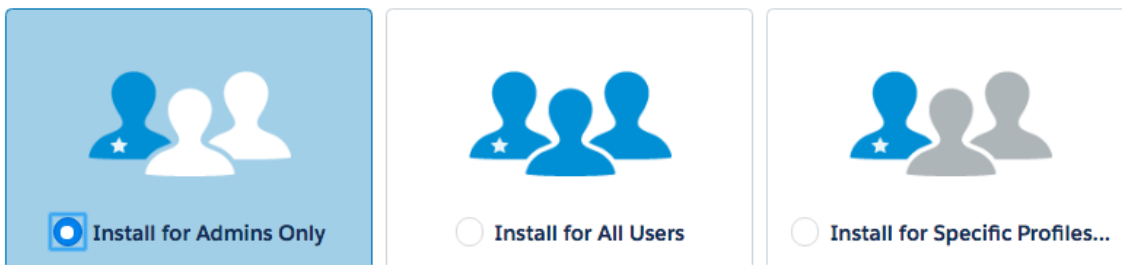 Install for Admins Only
Install for All Users
Install for Specific Profiles...